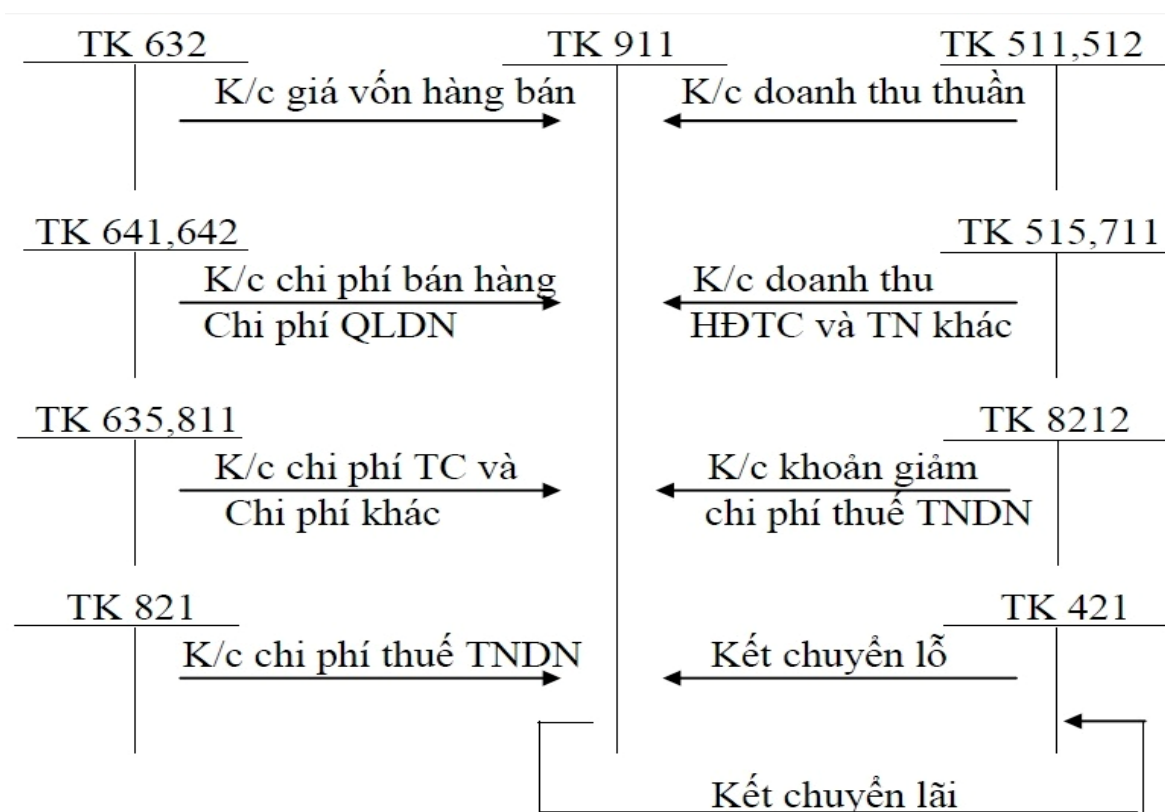 TK 632
TK 911
TK 511,512
K/c giá vốn hàng bán
K/c doanh thu thuần
TK 641,642
TK 515,711
K/c chi phí bán hàng
Chi phí QLDN
K/c doanh thu
HĐTC và TN khác
TK 635,811
TK 8212
K/c chi phí TC và
Chi phí khác
K/c khoản giảm
chi phí thuế TNDN
TK 821
TK 421
K/c chi phí thuế TNDN
Kết chuyển lỗ
Kết chuyển lãi